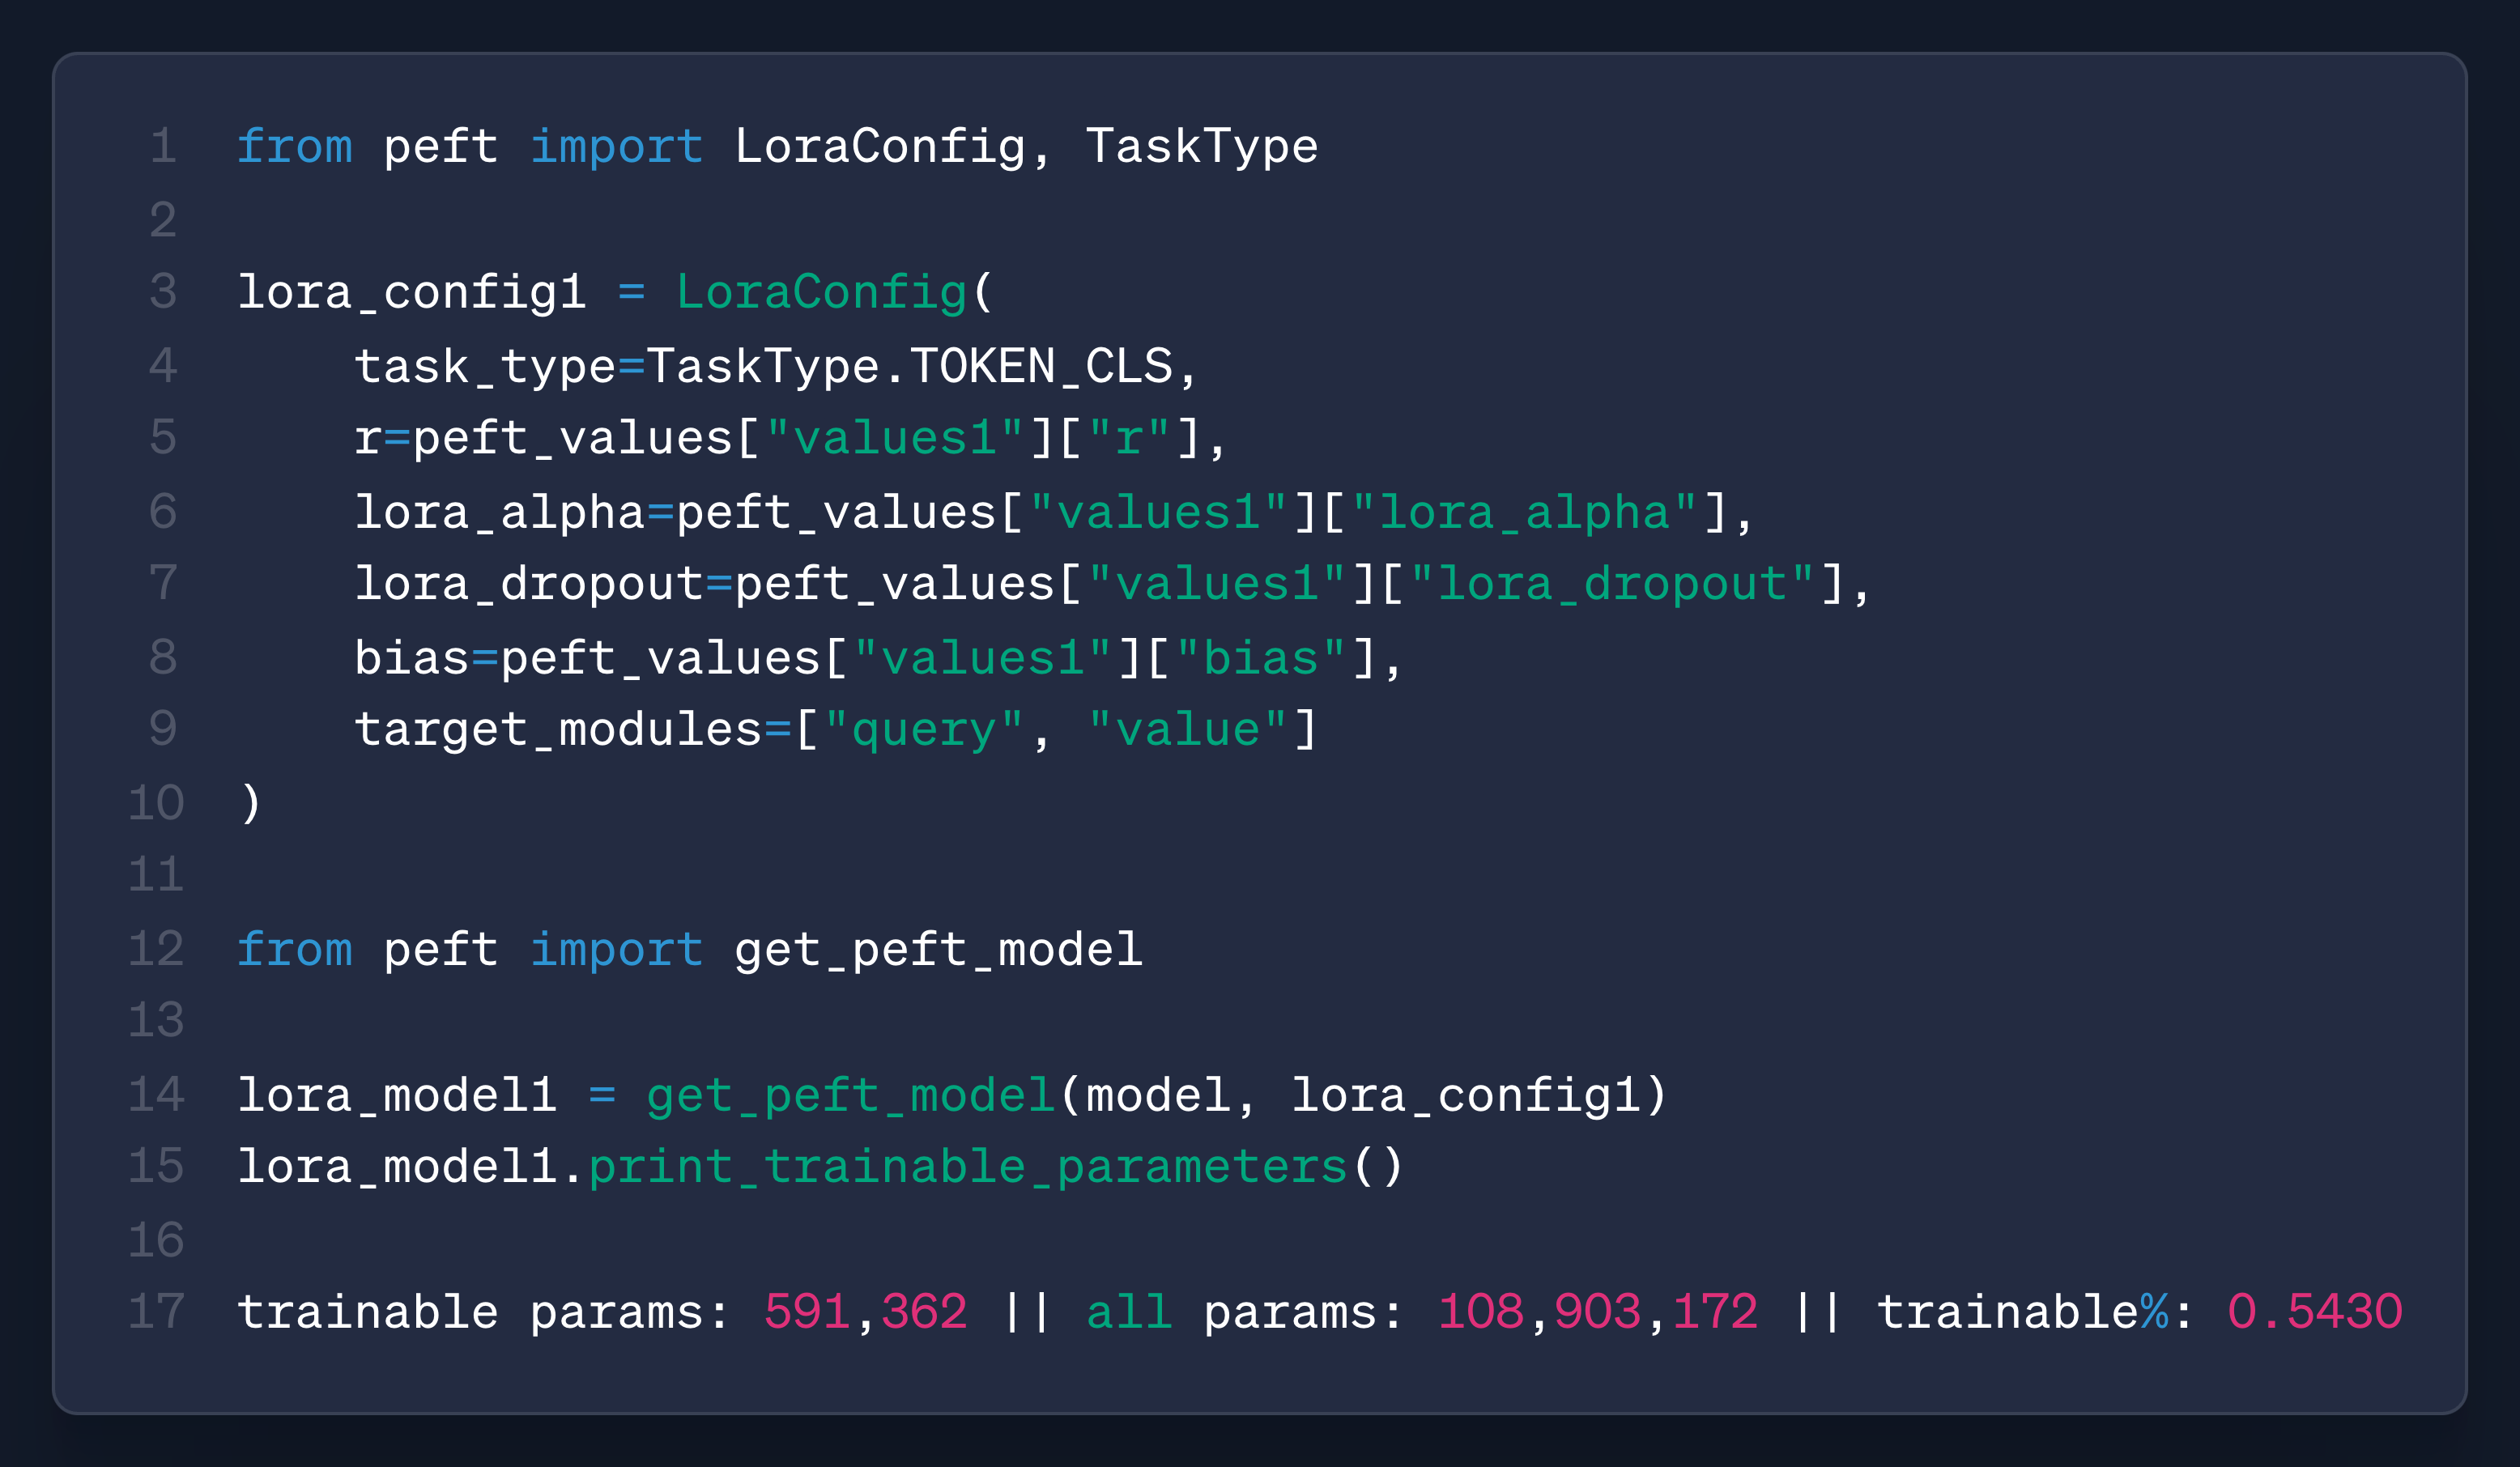 1 from peft import LoraConfig, TaskType
2
3 lora_config1 = LoraConfig(
4     task_type=TaskType.TOKEN_CLS,
5     r=peft_values["values1"]["r"],
6     lora_alpha=peft_values["values1"]["lora_alpha"],
7     lora_dropout=peft_values["values1"]["lora_dropout"],
8     bias=peft_values["values1"]["bias"],
9     target_modules=["query", "value"]
10 )
11
12 from peft import get_peft_model
13
14 lora_model1 = get_peft_model(model, lora_config1)
15 lora_model1.print_trainable_parameters()
16
17 trainable params: 591,362 || all params: 108,903,172 || trainable%: 0.5430